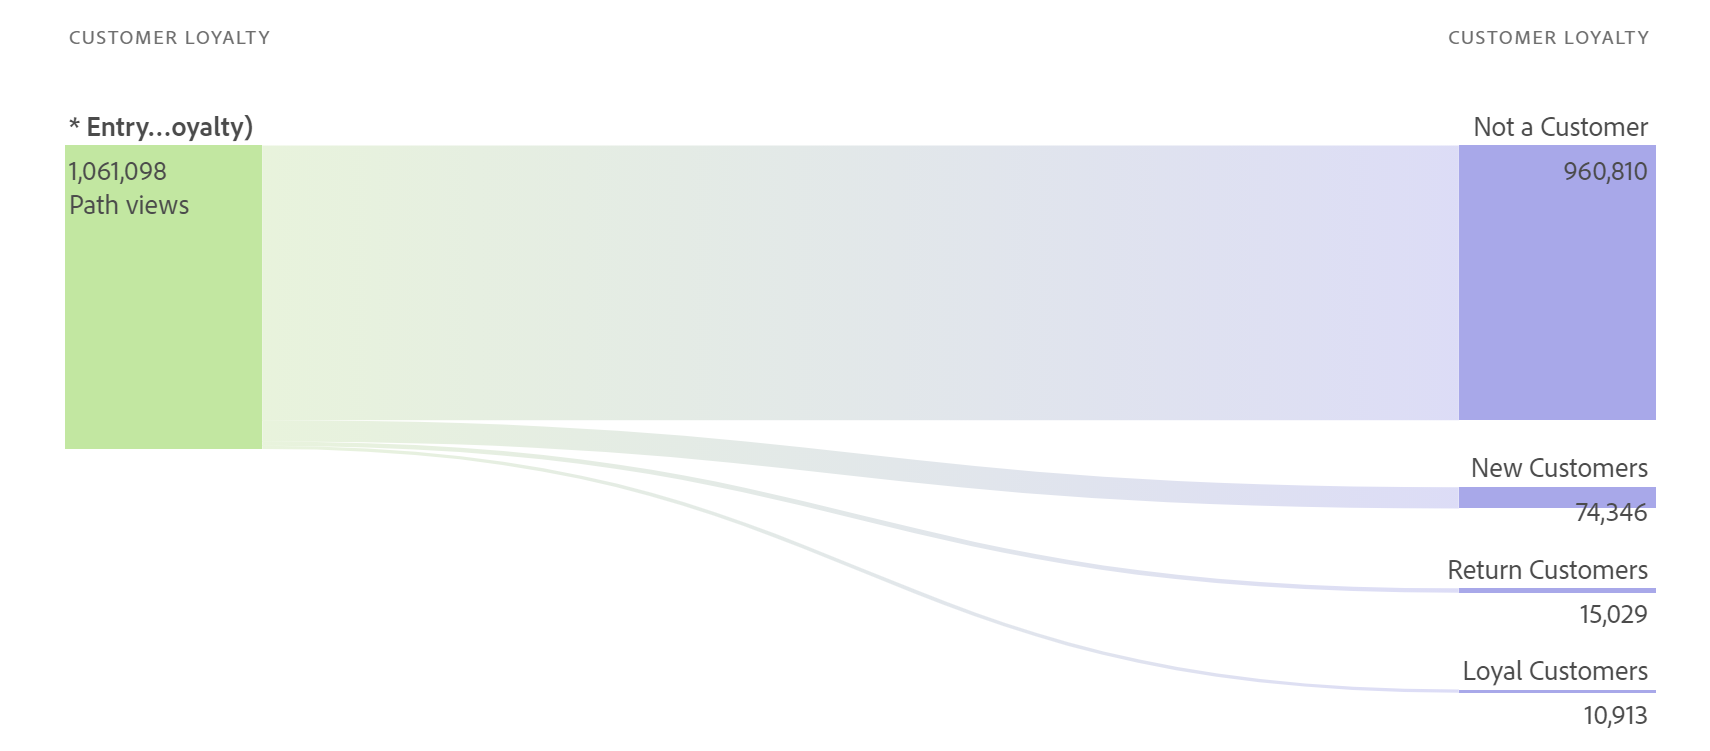 CUSTOMER LOYALTY
CUSTOMER LOYALTY
* Entry...oyalty)
1,061,098
Path views
Not a Customer
960,810
New Customers
74,346
Return Customers
15,029
Loyal Customers
10,913